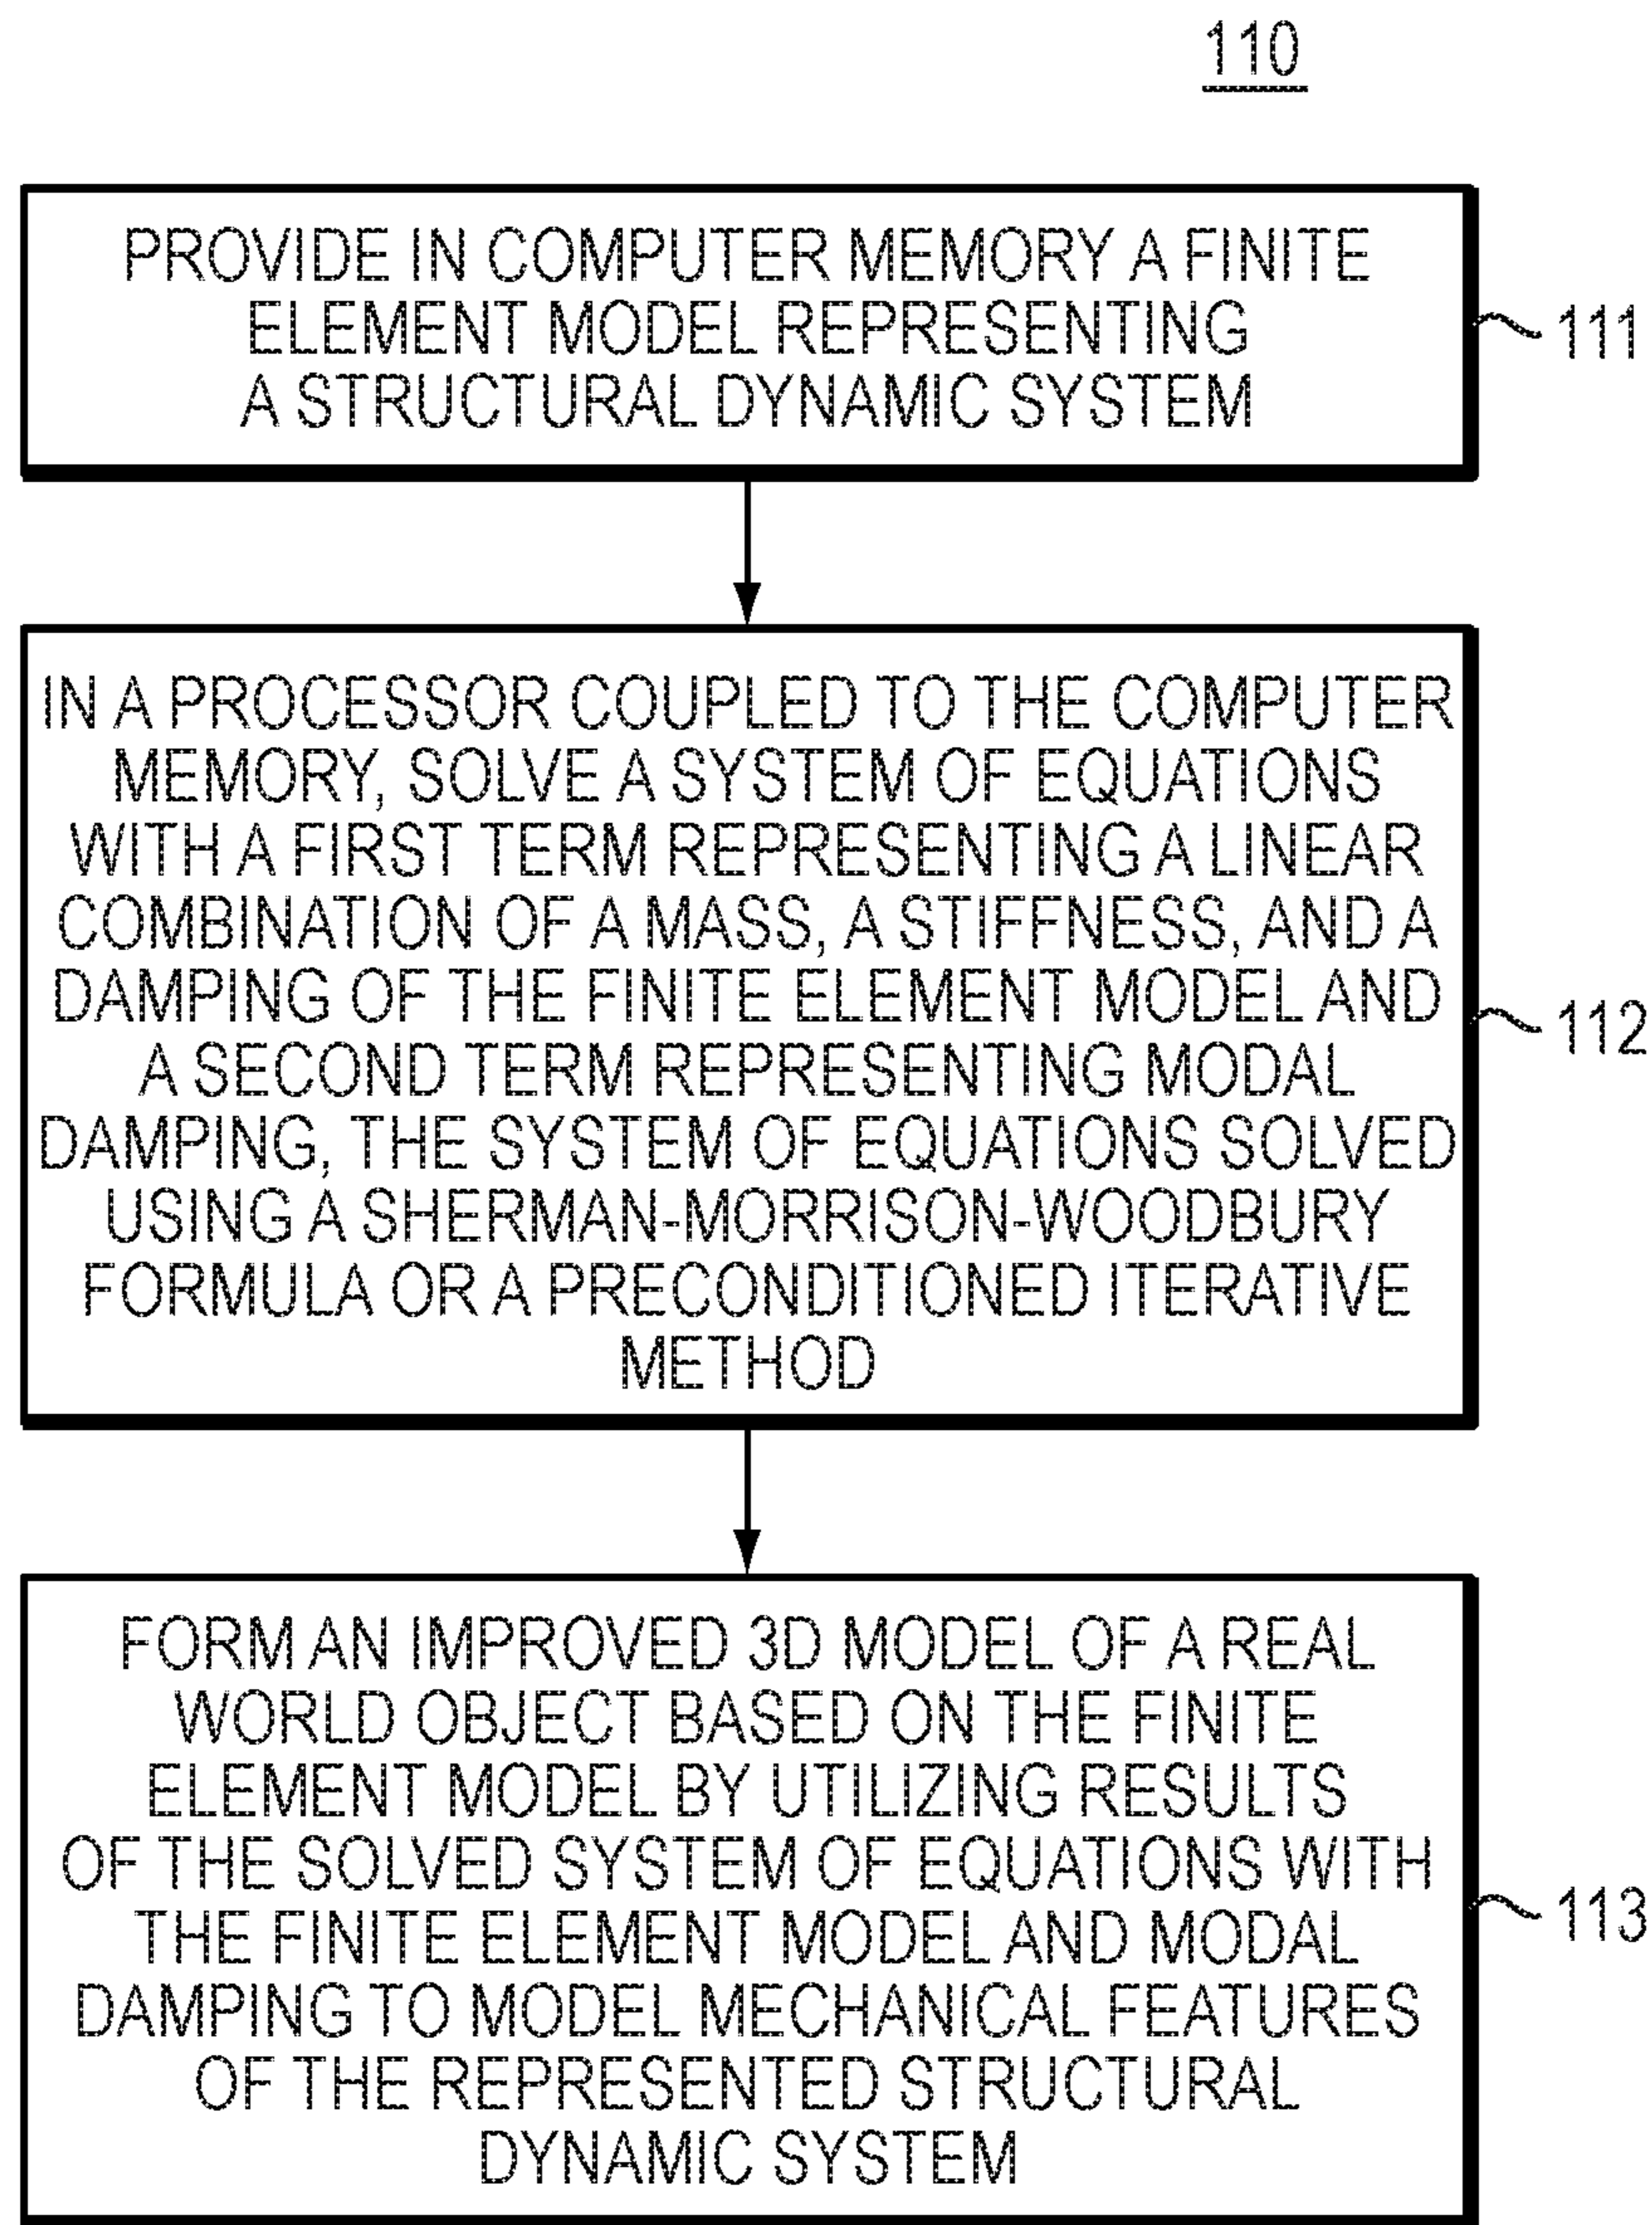 110
PROVIDE IN COMPUTER MEMORY A FINITE
ELEMENT MODEL REPRESENTING
A STRUCTURAL DYNAMIC SYSTEM
111
IN A PROCESSOR COUPLED TO THE COMPUTER
MEMORY, SOLVE A SYSTEM OF EQUATIONS
WITH A FIRST TERM REPRESENTING A LINEAR
COMBINATION OF A MASS, A STIFFNESS, AND A
DAMPING OF THE FINITE ELEMENT MODEL AND
A SECOND TERM REPRESENTING MODAL
DAMPING, THE SYSTEM OF EQUATIONS SOLVED
USING A SHERMAN-MORRISON-WOODBURY
FORMULA OR A PRECONDITIONED ITERATIVE
METHOD
112
FORM AN IMPROVED 3D MODEL OF A REAL
WORLD OBJECT BASED ON THE FINITE
ELEMENT MODEL BY UTILIZING RESULTS
OF THE SOLVED SYSTEM OF EQUATIONS WITH
THE FINITE ELEMENT MODEL AND MODAL
DAMPING TO MODEL MECHANICAL FEATURES
OF THE REPRESENTED STRUCTURAL
DYNAMIC SYSTEM
113